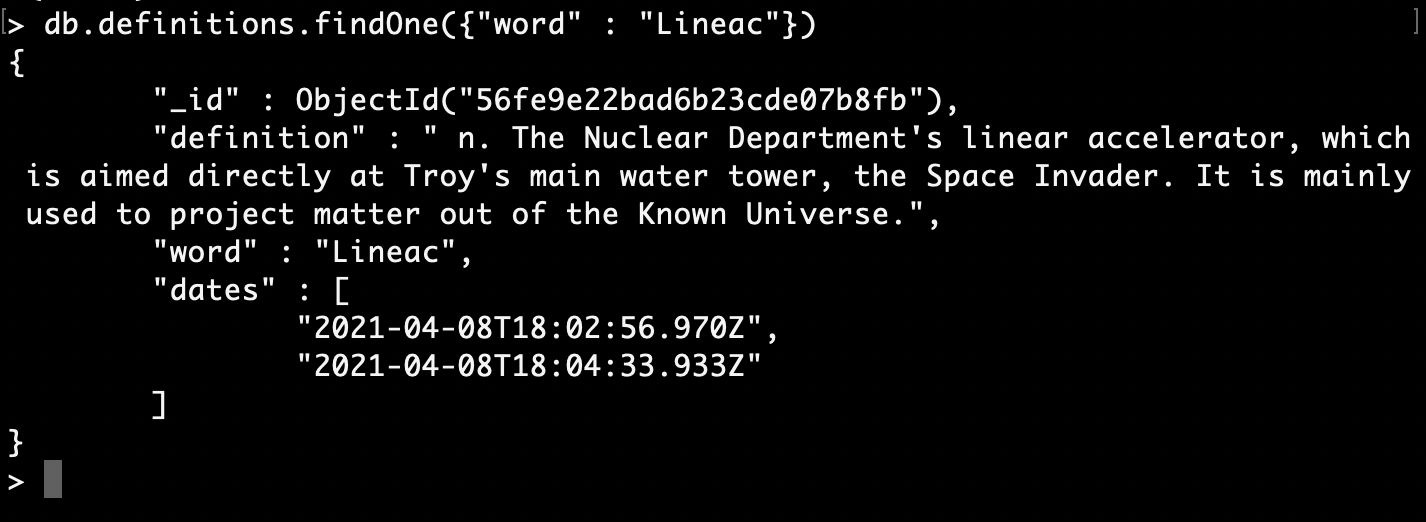 [> db.definitions.findOne({"word" : "Lineac"}) ]
{
"_id" : ObjectId("56fe9e22bad6b23cde07b8fb"),
"definition" : " n. The Nuclear Department's linear accelerator, which
is aimed directly at Troy's main water tower, the Space Invader. It is mainly
used to project matter out of the Known Universe.",
"word" : "Lineac",
"dates" : [
"2021-04-08T18:02:56.970Z",
"2021-04-08T18:04:33.933Z"
]
}
>